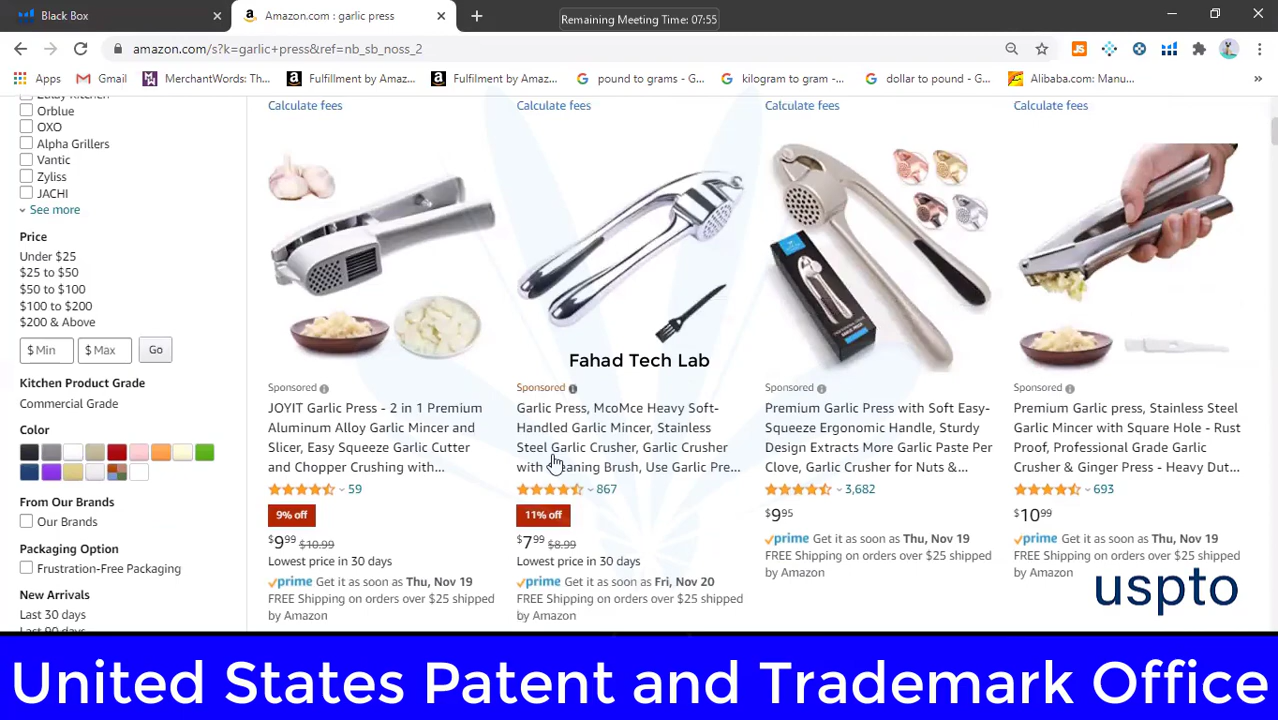 Black Box
Amazon.com : garlic press
Remaining Meeting Time: 07:55
amazon.com/s?k=garlic+press&ref=nb_sb_noss_2
Apps
Gmail
MerchantWords: Th...
Fulfillment by Amaz...
Fulfilment by Amaz...
pound to grams - G...
kilogram to gram -...
dollar to pound - G...
Alibaba.com: Manu...
Orblue
OXO
Alpha Grillers
Vantic
Zyliss
JACHI
See more
Price
Under $25
$25 to $50
$50 to $100
$100 to $200
$200 & Above
$ Min
$ Max
Go
Kitchen Product Grade
Commercial Grade
Color
From Our Brands
Our Brands
Packaging Option
Frustration-Free Packaging
New Arrivals
Last 30 days
Last 90 days
Calculate fees
Calculate fees
Calculate fees
Calculate fees
Fahad Tech Lab
Sponsored
JOYIT Garlic Press - 2 in 1 Premium
Aluminum Alloy Garlic Mincer and
Slicer, Easy Squeeze Garlic Cutter
and Chopper Crushing with...
59
9% off
$9.99 $10.99
Lowest price in 30 days
prime Get it as soon as Thu, Nov 19
FREE Shipping on orders over $25 shipped
by Amazon
Sponsored
Garlic Press, McoMce Heavy Soft-
Handled Garlic Mincer, Stainless
Steel Garlic Crusher, Garlic Crusher
with Cleaning Brush, Use Garlic Pre...
867
11% off
$7.99 $8.99
Lowest price in 30 days
prime Get it as soon as Fri, Nov 20
FREE Shipping on orders over $25 shipped
by Amazon
Sponsored
Premium Garlic Press with Soft Easy-
Squeeze Ergonomic Handle, Sturdy
Design Extracts More Garlic Paste Per
Clove, Garlic Crusher for Nuts &...
3,682
$9.95
prime Get it as soon as Thu, Nov 19
FREE Shipping on orders over $25 shipped
by Amazon
Sponsored
Premium Garlic press, Stainless Steel
Garlic Mincer with Square Hole - Rust
Proof, Professional Grade Garlic
Crusher & Ginger Press - Heavy Dut...
693
$10.99
prime Get it as soon as Thu, Nov 19
FREE Shipping on orders over $25 shipped
by Amazon
uspto
United States Patent and Trademark Office